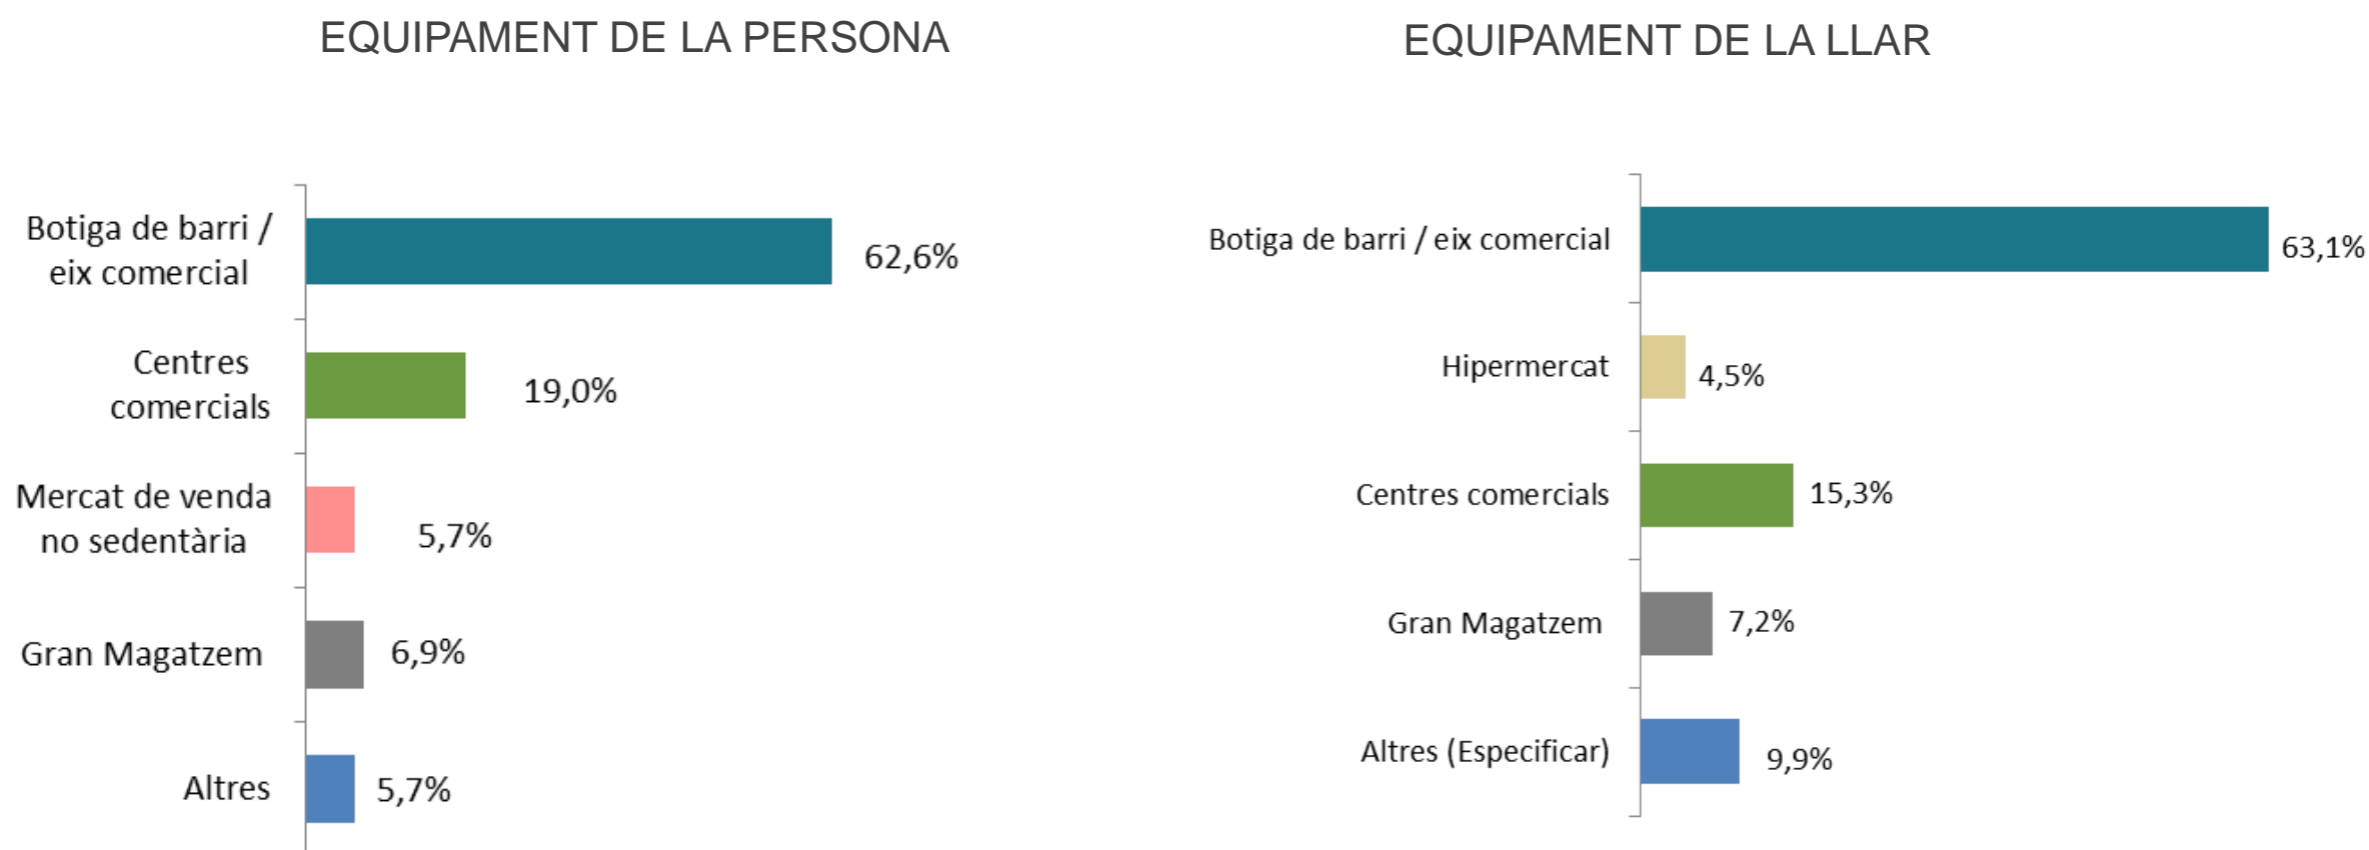 EQUIPAMENT DE LA PERSONA
Botiga de barri /
eix comercial
62,6%
Centres
comercials
19,0%
Mercat de venda
no sedentària
5,7%
Gran Magatzem
6,9%
Altres
5,7%
EQUIPAMENT DE LA LLAR
Botiga de barri / eix comercial
63,1%
Hipermercat
4,5%
Centres comercials
15,3%
Gran Magatzem
7,2%
Altres (Especificar)
9,9%